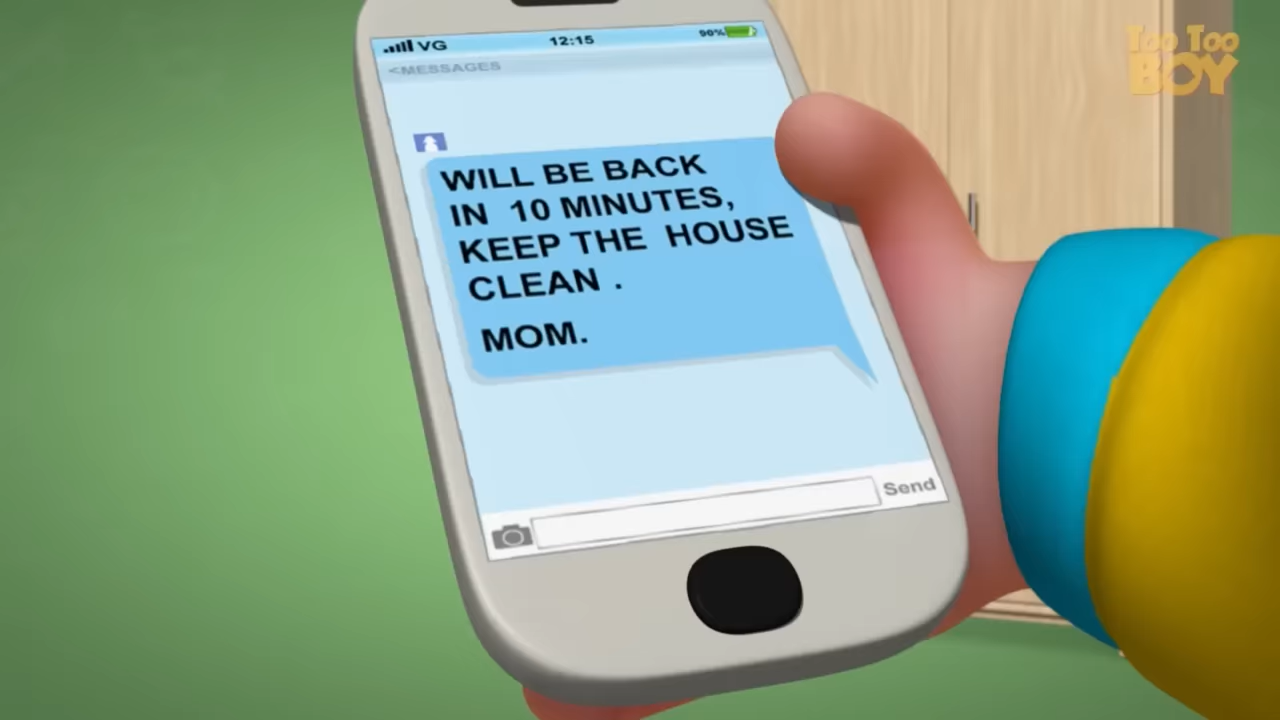 VG 12:15 90%
<MESSAGES
WILL BE BACK
IN 10 MINUTES,
KEEP THE HOUSE
CLEAN .
MOM.
Send
Too Too
BOY